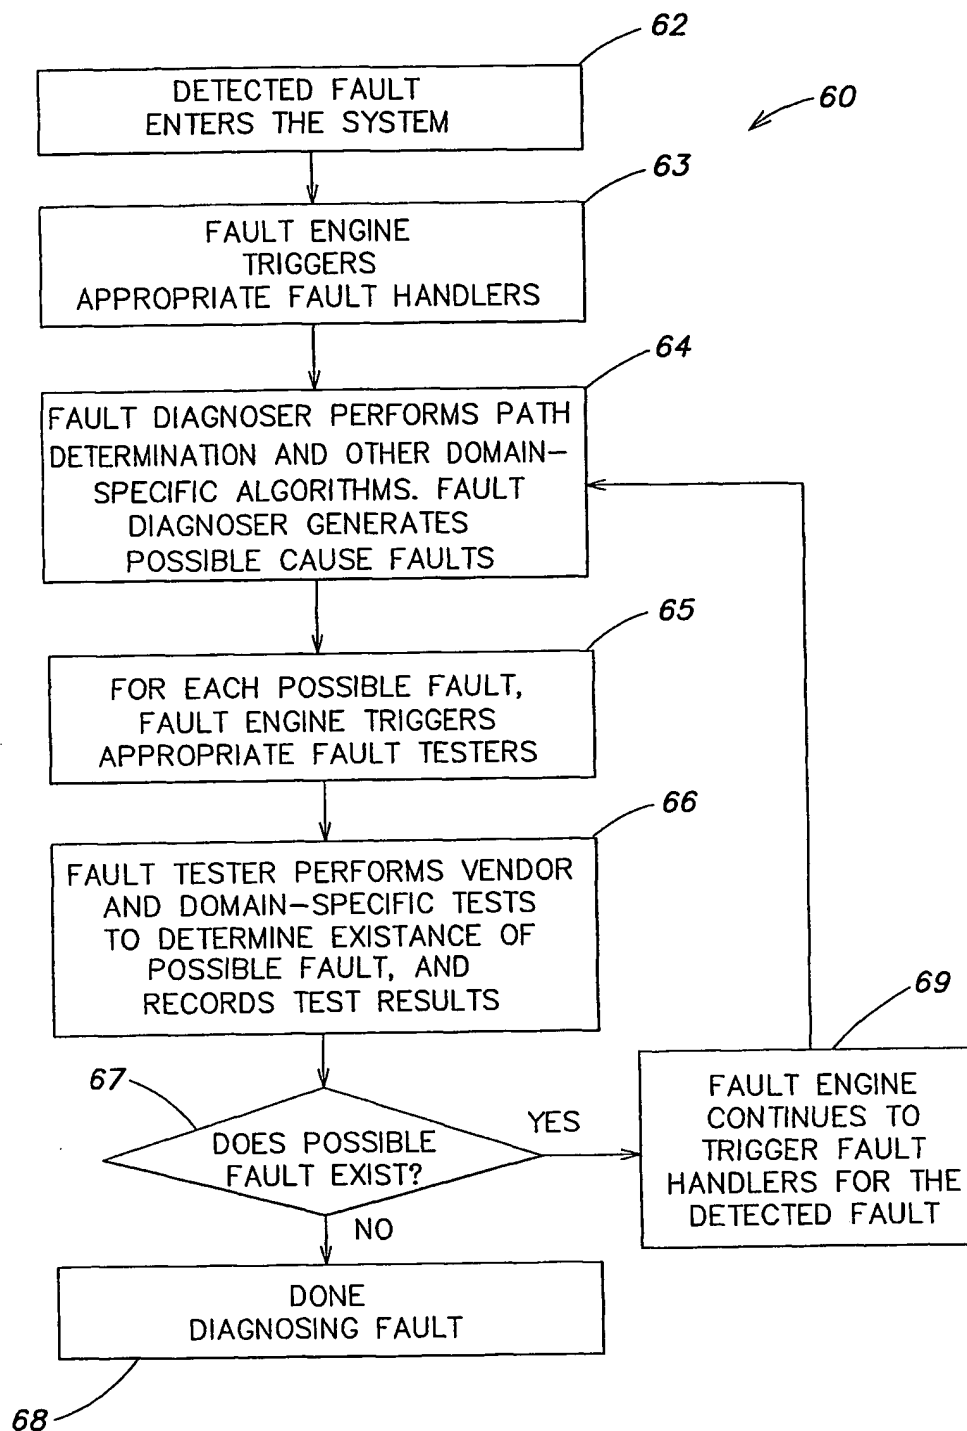 62
DETECTED FAULT
ENTERS THE SYSTEM
60
63
FAULT ENGINE
TRIGGERS
APPROPRIATE FAULT HANDLERS
64
FAULT DIAGNOSER PERFORMS PATH
DETERMINATION AND OTHER DOMAIN–
SPECIFIC ALGORITHMS. FAULT
DIAGNOSER GENERATES
POSSIBLE CAUSE FAULTS
65
FOR EACH POSSIBLE FAULT,
FAULT ENGINE TRIGGERS
APPROPRIATE FAULT TESTERS
66
FAULT TESTER PERFORMS VENDOR
AND DOMAIN–SPECIFIC TESTS
TO DETERMINE EXISTANCE OF
POSSIBLE FAULT, AND
RECORDS TEST RESULTS
67
DOES POSSIBLE
FAULT EXIST?
YES
NO
69
FAULT ENGINE
CONTINUES TO
TRIGGER FAULT
HANDLERS FOR THE
DETECTED FAULT
DONE
DIAGNOSING FAULT
68